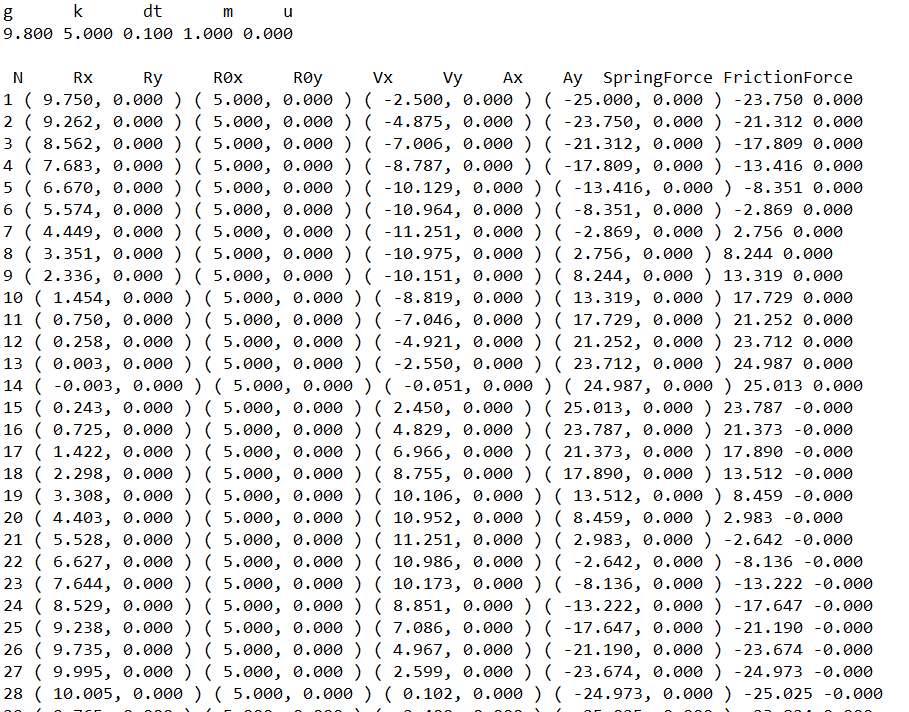 g k dt m u
9.800 5.000 0.100 1.000 0.000
N Rx Ry R0x R0y Vx Vy Ax Ay SpringForce FrictionForce
1 ( 9.750, 0.000 ) ( 5.000, 0.000 ) ( -2.500, 0.000 ) ( -25.000, 0.000 ) -23.750 0.000
2 ( 9.262, 0.000 ) ( 5.000, 0.000 ) ( -4.875, 0.000 ) ( -23.750, 0.000 ) -21.312 0.000
3 ( 8.562, 0.000 ) ( 5.000, 0.000 ) ( -7.006, 0.000 ) ( -21.312, 0.000 ) -17.809 0.000
4 ( 7.683, 0.000 ) ( 5.000, 0.000 ) ( -8.787, 0.000 ) ( -17.809, 0.000 ) -13.416 0.000
5 ( 6.670, 0.000 ) ( 5.000, 0.000 ) ( -10.129, 0.000 ) ( -13.416, 0.000 ) -8.351 0.000
6 ( 5.574, 0.000 ) ( 5.000, 0.000 ) ( -10.964, 0.000 ) ( -8.351, 0.000 ) -2.869 0.000
7 ( 4.449, 0.000 ) ( 5.000, 0.000 ) ( -11.251, 0.000 ) ( -2.869, 0.000 ) 2.756 0.000
8 ( 3.351, 0.000 ) ( 5.000, 0.000 ) ( -10.975, 0.000 ) ( 2.756, 0.000 ) 8.244 0.000
9 ( 2.336, 0.000 ) ( 5.000, 0.000 ) ( -10.151, 0.000 ) ( 8.244, 0.000 ) 13.319 0.000
10 ( 1.454, 0.000 ) ( 5.000, 0.000 ) ( -8.819, 0.000 ) ( 13.319, 0.000 ) 17.729 0.000
11 ( 0.750, 0.000 ) ( 5.000, 0.000 ) ( -7.046, 0.000 ) ( 17.729, 0.000 ) 21.252 0.000
12 ( 0.258, 0.000 ) ( 5.000, 0.000 ) ( -4.921, 0.000 ) ( 21.252, 0.000 ) 23.712 0.000
13 ( 0.003, 0.000 ) ( 5.000, 0.000 ) ( -2.550, 0.000 ) ( 23.712, 0.000 ) 24.987 0.000
14 ( -0.003, 0.000 ) ( 5.000, 0.000 ) ( -0.051, 0.000 ) ( 24.987, 0.000 ) 25.013 0.000
15 ( 0.243, 0.000 ) ( 5.000, 0.000 ) ( 2.450, 0.000 ) ( 25.013, 0.000 ) 23.787 -0.000
16 ( 0.725, 0.000 ) ( 5.000, 0.000 ) ( 4.829, 0.000 ) ( 23.787, 0.000 ) 21.373 -0.000
17 ( 1.422, 0.000 ) ( 5.000, 0.000 ) ( 6.966, 0.000 ) ( 21.373, 0.000 ) 17.890 -0.000
18 ( 2.298, 0.000 ) ( 5.000, 0.000 ) ( 8.755, 0.000 ) ( 17.890, 0.000 ) 13.512 -0.000
19 ( 3.308, 0.000 ) ( 5.000, 0.000 ) ( 10.106, 0.000 ) ( 13.512, 0.000 ) 8.459 -0.000
20 ( 4.403, 0.000 ) ( 5.000, 0.000 ) ( 10.952, 0.000 ) ( 8.459, 0.000 ) 2.983 -0.000
21 ( 5.528, 0.000 ) ( 5.000, 0.000 ) ( 11.251, 0.000 ) ( 2.983, 0.000 ) -2.642 -0.000
22 ( 6.627, 0.000 ) ( 5.000, 0.000 ) ( 10.986, 0.000 ) ( -2.642, 0.000 ) -8.136 -0.000
23 ( 7.644, 0.000 ) ( 5.000, 0.000 ) ( 10.173, 0.000 ) ( -8.136, 0.000 ) -13.222 -0.000
24 ( 8.529, 0.000 ) ( 5.000, 0.000 ) ( 8.851, 0.000 ) ( -13.222, 0.000 ) -17.647 -0.000
25 ( 9.238, 0.000 ) ( 5.000, 0.000 ) ( 7.086, 0.000 ) ( -17.647, 0.000 ) -21.190 -0.000
26 ( 9.735, 0.000 ) ( 5.000, 0.000 ) ( 4.967, 0.000 ) ( -21.190, 0.000 ) -23.674 -0.000
27 ( 9.995, 0.000 ) ( 5.000, 0.000 ) ( 2.599, 0.000 ) ( -23.674, 0.000 ) -24.973 -0.000
28 ( 10.005, 0.000 ) ( 5.000, 0.000 ) ( 0.102, 0.000 ) ( -24.973, 0.000 ) -25.025 -0.000